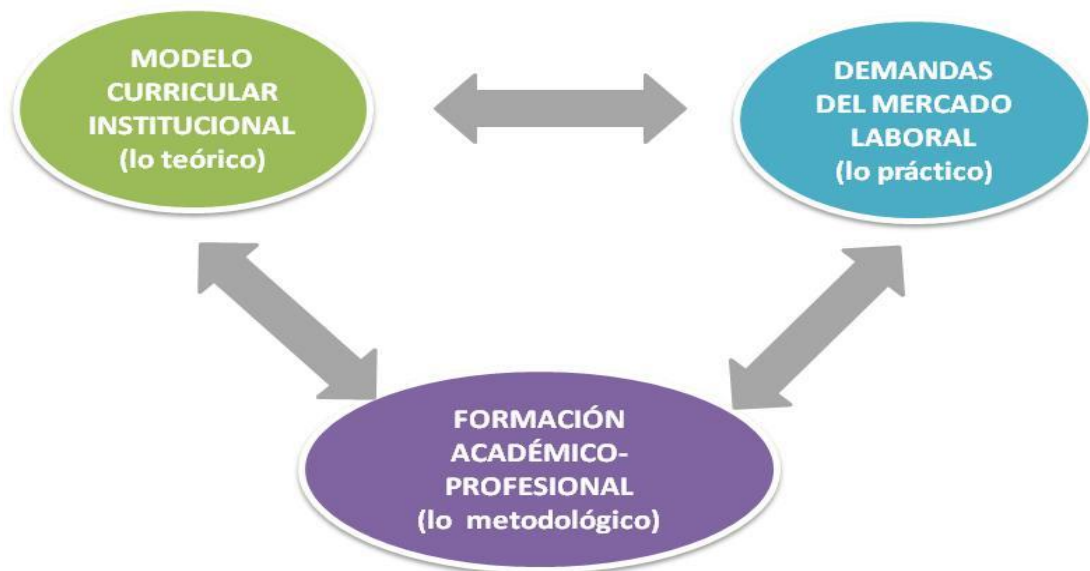 MODELO
CURRICULAR
INSTITUCIONAL
(lo teórico)
DEMANDAS
DEL MERCADO
LABORAL
(lo práctico)
FORMACIÓN
ACADÉMICO-
PROFESIONAL
(lo metodológico)